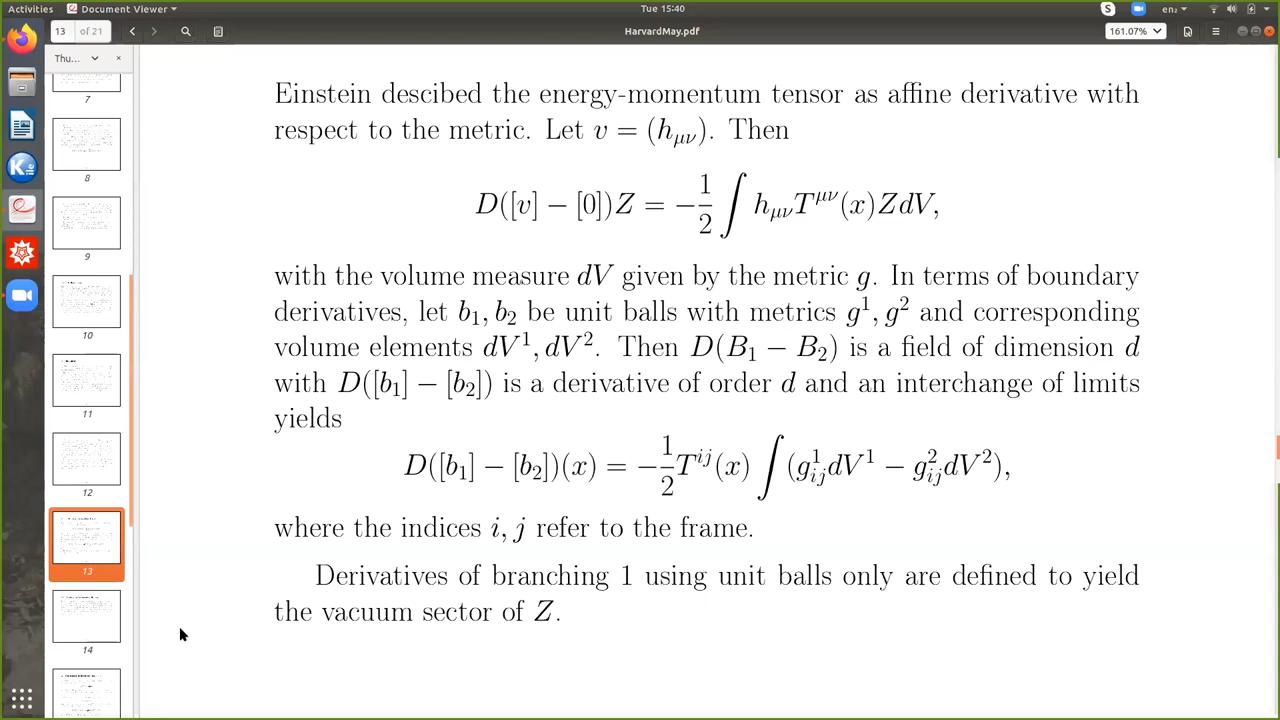 Activities Document Viewer Tue 15:40 en₂
13 of 21 HarvardMay.pdf 161.07%
Thu...
7
8
9
10
11
12
13
14
Einstein descibed the energy-momentum tensor as affine derivative with
respect to the metric. Let v = (h_{μν}). Then
D([v] − [0])Z = −\frac{1}{2} ∫ h_{μν}T^{μν}(x)ZdV,
with the volume measure dV given by the metric g. In terms of boundary
derivatives, let b_1, b_2 be unit balls with metrics g^1, g^2 and corresponding
volume elements dV^1, dV^2. Then D(B_1 − B_2) is a field of dimension d
with D([b_1] − [b_2]) is a derivative of order d and an interchange of limits
yields
D([b_1] − [b_2])(x) = −\frac{1}{2}T^{ij}(x) ∫(g^1_{ij}dV^1 − g^2_{ij}dV^2),
where the indices i, j refer to the frame.
Derivatives of branching 1 using unit balls only are defined to yield
the vacuum sector of Z.